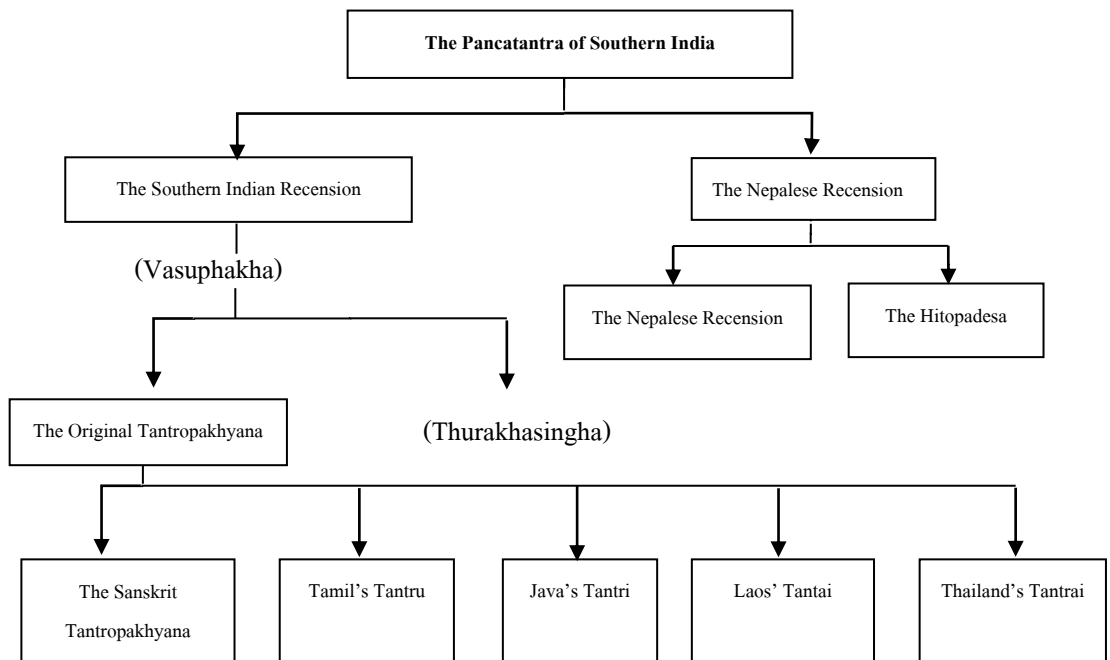 The Pancatantra of Southern India
The Southern Indian Recension
The Nepalese Recension
(Vasuphakha)
The Nepalese Recension
The Hitopadesa
The Original Tantropakhyana
(Thurakhasingha)
The Sanskrit
Tantropakhyana
Tamil’s Tantru
Java’s Tantri
Laos’ Tantai
Thailand’s Tantrai